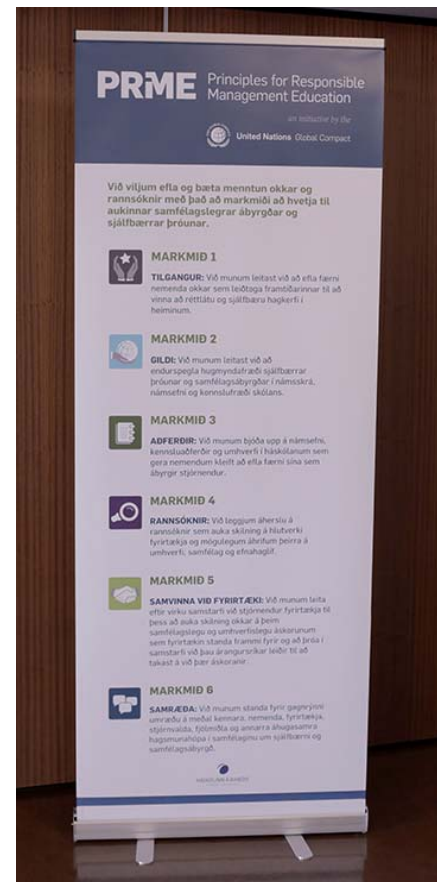 PRME Principles for Responsible
Management Education
an initiative by the
United Nations Global Compact
Við viljum efla og bæta menntun okkar og
rannsóknir með það að markmiði að hvetja til
aukinnar samfélagslegrar ábyrgðar og
sjálfbærrar þróunar.
MARKMIÐ 1
TILGANGUR: Við munum leitast við að efla færni
nemenda okkar sem leiðtoga framtíðarinnar til að
vinna að réttlátu og sjálfbæru hagkerfi í
heiminum.
MARKMIÐ 2
GILDI: Við munum leitast við að
endurspegla hugmyndafræði sjálfbærrar
þróunar og samfélagsábyrgðar í námsskrá,
námsefni og kennslufræði skólans.
MARKMIÐ 3
AÐFERÐIR: Við munum bjóða upp á námsefni,
kennsluaðferðir og umhverfi í háskólanum sem
gera nemendum kleift að efla færni sína sem
ábyrgir stjórnendur.
MARKMIÐ 4
RANNSÓKNIR: Við leggjum áherslu á
rannsóknir sem auka skilning á hlutverki
fyrirtækja og mögulegum áhrifum þeirra á
umhverfi, samfélag og efnahaglíf.
MARKMIÐ 5
SAMVINNA VIÐ FYRIRTÆKI: Við munum leita
eftir virku samstarfi við stjórnendur fyrirtækja til
þess að auka skilning okkar á þeim
samfélagslegu og umhverfislegu áskorunum
sem fyrirtækin standa frammi fyrir og að þróa í
samstarfi við þau árangursríkar leiðir til að
takast á við þær áskoranir.
MARKMIÐ 6
SAMRÆÐA: Við munum standa fyrir gagnrýnni
umræðu á meðal kennara, nemenda, fyrirtækja,
stjórnvalda, fjölmiðla og annarra áhugasamra
hagsmunahópa í samfélaginu um sjálfbærni og
samfélagsábyrgð.
HÁSKÓLINN Á BIFRÖST